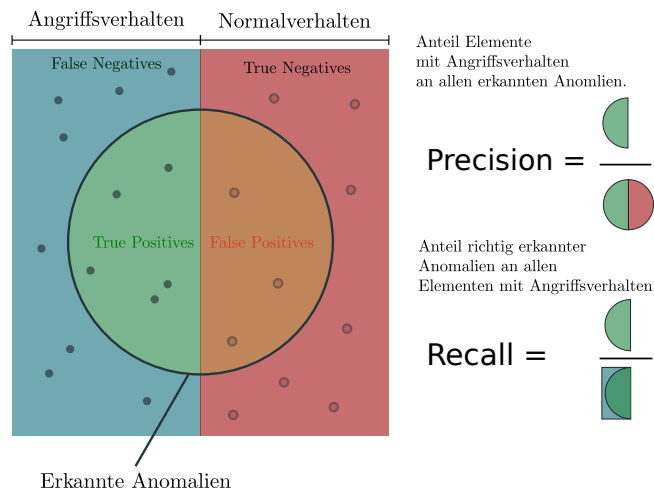 Angriffsverhalten
Normalverhalten
False Negatives
True Negatives
True Positives
False Positives
Erkannte Anomalien
Anteil Elemente
mit Angriffsverhalten
an allen erkannten Anomlien.
Precision =
Anteil richtig erkannter
Anomalien an allen
Elementen mit Angriffsverhalten
Recall =